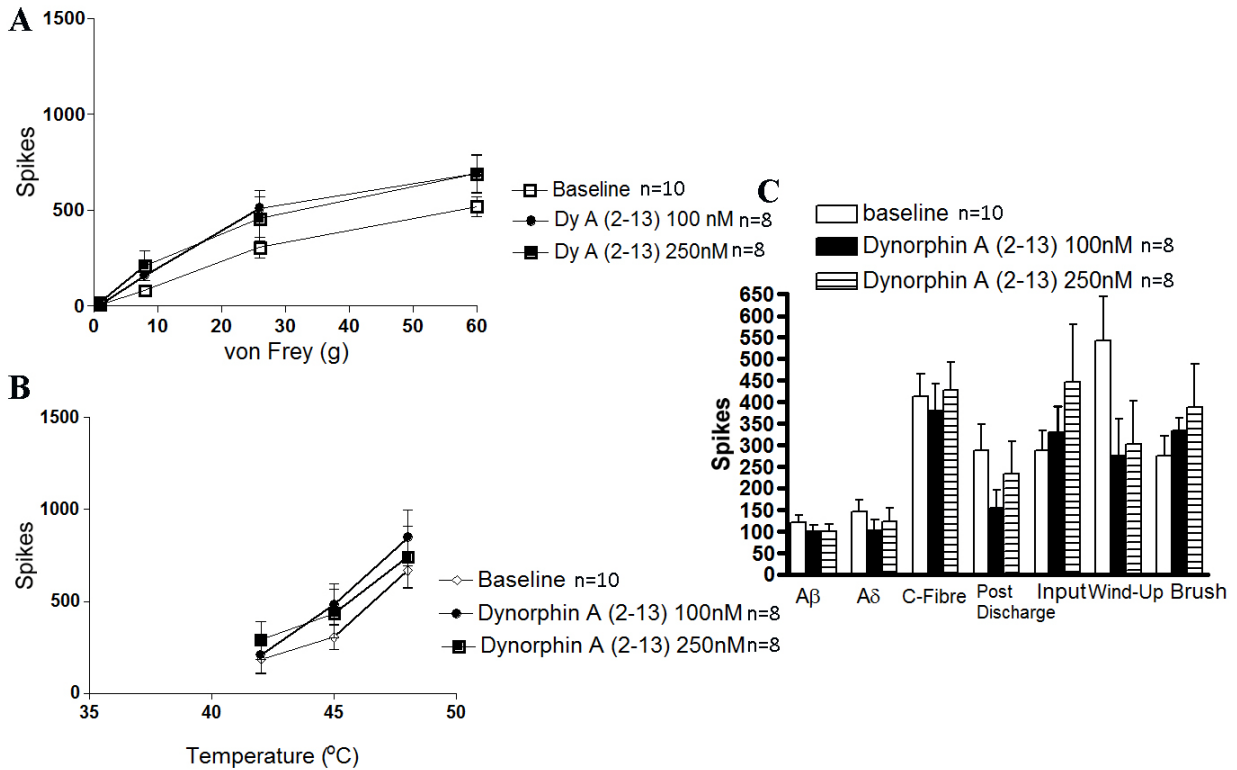 A
1500
1000
500
0
Spikes
0 10 20 30 40 50 60
von Frey (g)
Baseline n=10
Dy A (2-13) 100 nM n=8
Dy A (2-13) 250nM n=8
B
1500
1000
500
0
Spikes
35 40 45 50
Temperature (ºC)
Baseline n=10
Dynorphin A (2-13) 100nM n=8
Dynorphin A (2-13) 250nM n=8
C
baseline n=10
Dynorphin A (2-13) 100nM n=8
Dynorphin A (2-13) 250nM n=8
650
600
550
500
450
400
350
300
250
200
150
100
50
0
Spikes
Aβ Aδ C-Fibre Post Discharge Input Wind-Up Brush